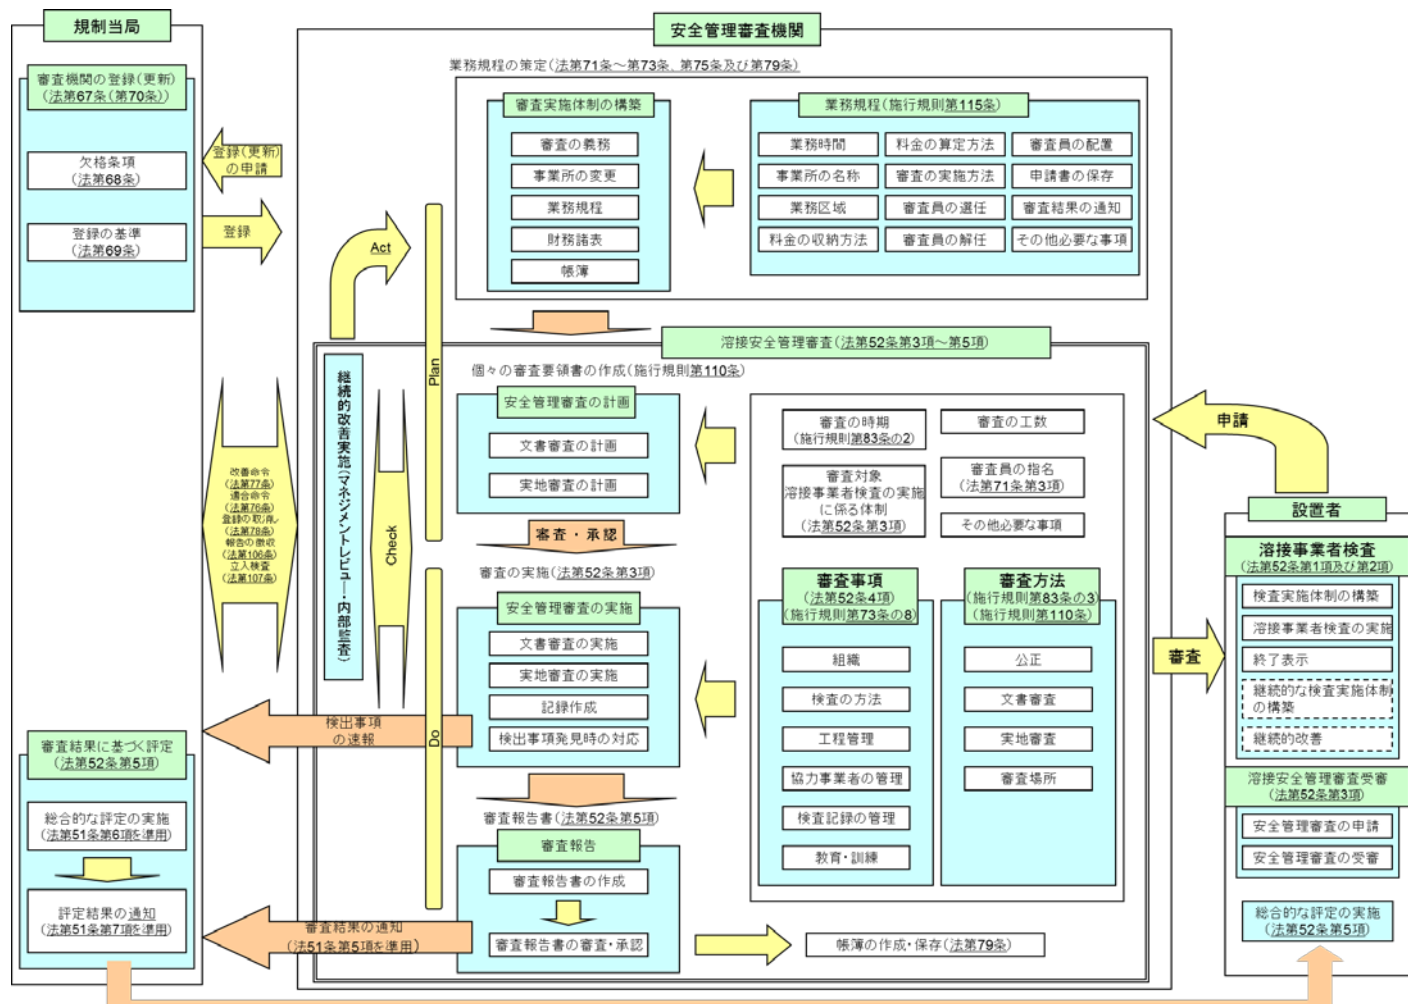 規制当局
審査機関の登録(更新)
(法第67条(第70条))
欠格条項
(法第68条)
登録の基準
(法第69条)
登録(更新)
の申請
登録
改善命令
(法第77条)
適合命令
(法第76条)
登録の取消し
(法第78条)
報告の徴収
(法第106条)
立入検査
(法第107条)
審査結果に基づく評定
(法第52条第5項)
総合的な評定の実施
(法第51条第6項を準用)
評定結果の通知
(法第51条第7項を準用)
安全管理審査機関
業務規程の策定(法第71条～第73条、第75条及び第79条)
審査実施体制の構築
審査の義務
事業所の変更
業務規程
財務諸表
帳簿
業務規程(施行規則第115条)
業務時間
料金の算定方法
審査員の配置
事業所の名称
審査の実施方法
申請書の保存
業務区域
審査員の選任
審査結果の通知
料金の収納方法
審査員の解任
その他必要な事項
Act
Plan
Check
Do
継続的改善実施(マネジメントレビュー・内部監査)
溶接安全管理審査(法第52条第3項～第5項)
個々の審査要領書の作成(施行規則第110条)
安全管理審査の計画
文書審査の計画
実地審査の計画
審査・承認
審査の時期
(施行規則第83条の2)
審査の工数
審査対象
溶接事業者検査の実施
に係る体制
(法第52条第3項)
審査員の指名
(法第71条第3項)
その他必要な事項
審査の実施(法第52条第3項)
安全管理審査の実施
文書審査の実施
実地審査の実施
記録作成
検出事項発見時の対応
検出事項
の速報
審査事項
(法第52条4項)
(施行規則第73条の8)
組織
検査の方法
工程管理
協力事業者の管理
検査記録の管理
教育・訓練
審査方法
(施行規則第83条の3)
(施行規則第110条)
公正
文書審査
実地審査
審査場所
審査報告書(法第52条第5項)
審査報告
審査報告書の作成
審査報告書の審査・承認
審査結果の通知
(法51条第5項を準用)
帳簿の作成・保存(法第79条)
申請
審査
設置者
溶接事業者検査
(法第52条第1項及び第2項)
検査実施体制の構築
溶接事業者検査の実施
終了表示
継続的な検査実施体制
の構築
継続的改善
溶接安全管理審査受審
(法第52条第3項)
安全管理審査の申請
安全管理審査の受審
総合的な評定の実施
(法第52条第5項)